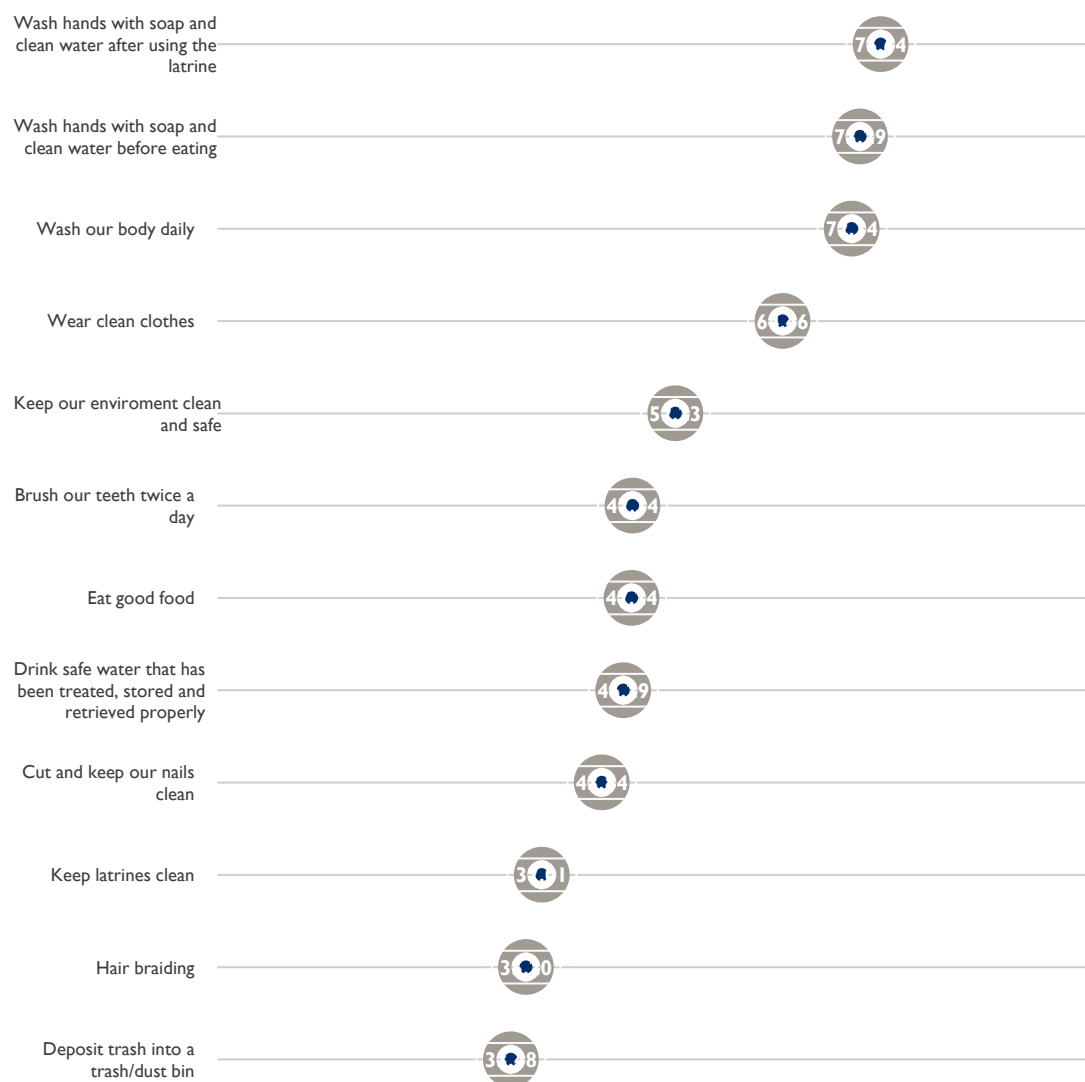 Wash hands with soap and
clean water after using the
latrine
Wash hands with soap and
clean water before eating
Wash our body daily
Wear clean clothes
Keep our enviroment clean
and safe
Brush our teeth twice a
day
Eat good food
Drink safe water that has
been treated, stored and
retrieved properly
Cut and keep our nails
clean
Keep latrines clean
Hair braiding
Deposit trash into a
trash/dust bin